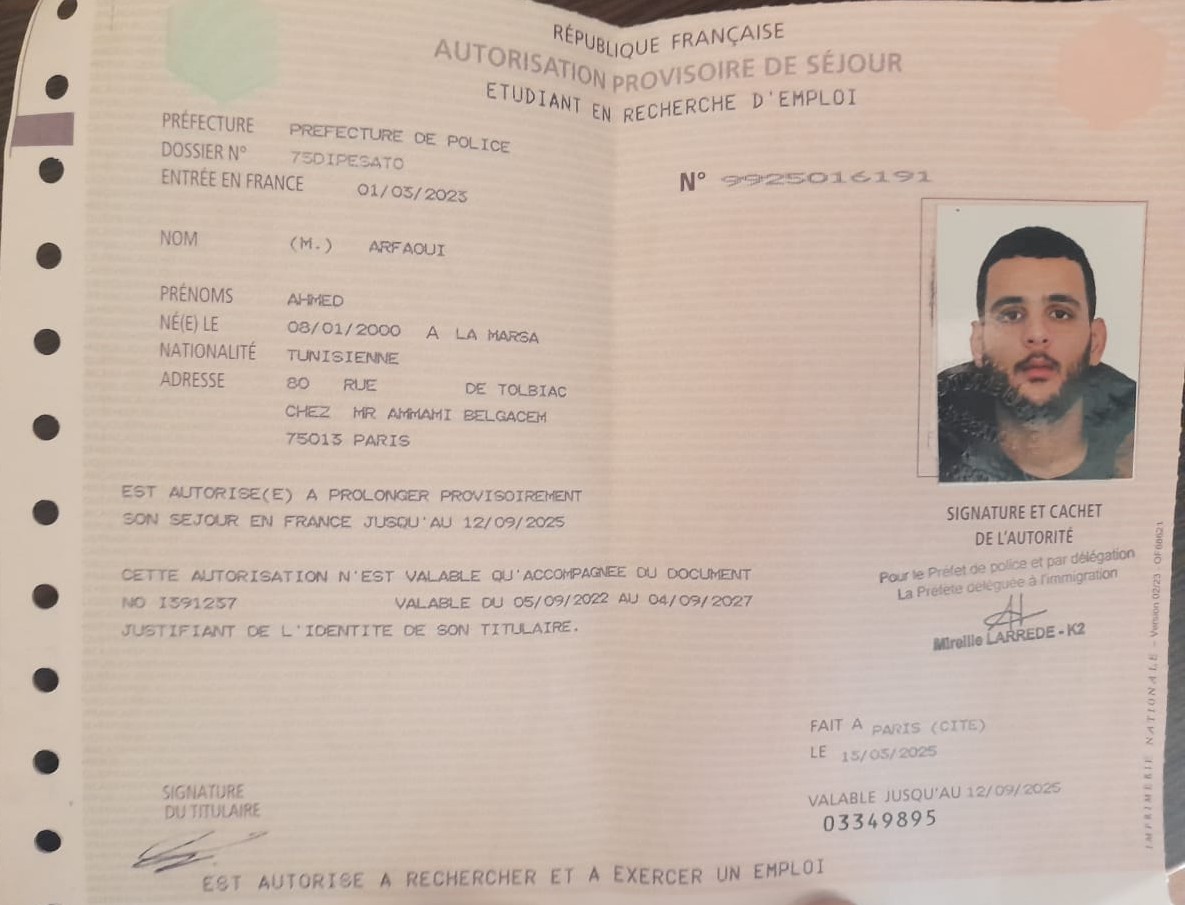 RÉPUBLIQUE FRANÇAISE
AUTORISATION PROVISOIRE DE SÉJOUR
ETUDIANT EN RECHERCHE D'EMPLOI
PRÉFECTURE PREFECTURE DE POLICE
DOSSIER N° 75DIPESATO
ENTRÉE EN FRANCE 01/03/2023
N° 9925016191
NOM (M.) ARFAOUI
PRÉNOMS AHMED
NÉ(E) LE 08/01/2000 A LA MARSA
NATIONALITÉ TUNISIENNE
ADRESSE 80 RUE DE TOLBIAC
CHEZ MR AMMAMI BELGACEM
75013 PARIS
EST AUTORISE(E) A PROLONGER PROVISOIREMENT
SON SEJOUR EN FRANCE JUSQU'AU 12/09/2025
CETTE AUTORISATION N'EST VALABLE QU'ACCOMPAGNEE DU DOCUMENT
NO I391237 VALABLE DU 05/09/2022 AU 04/09/2027
JUSTIFIANT DE L'IDENTITE DE SON TITULAIRE.
SIGNATURE ET CACHET
DE L'AUTORITÉ
Pour le Préfet de police et par délégation
La Préfète déléguée à l'immigration
Mireille LARREDE - K2
FAIT A PARIS (CITE)
LE 13/03/2025
VALABLE JUSQU'AU 12/09/2025
03349895
SIGNATURE
DU TITULAIRE
EST AUTORISE A RECHERCHER ET A EXERCER UN EMPLOI
IMPRIMERIE NATIONALE - Version 02/23 -